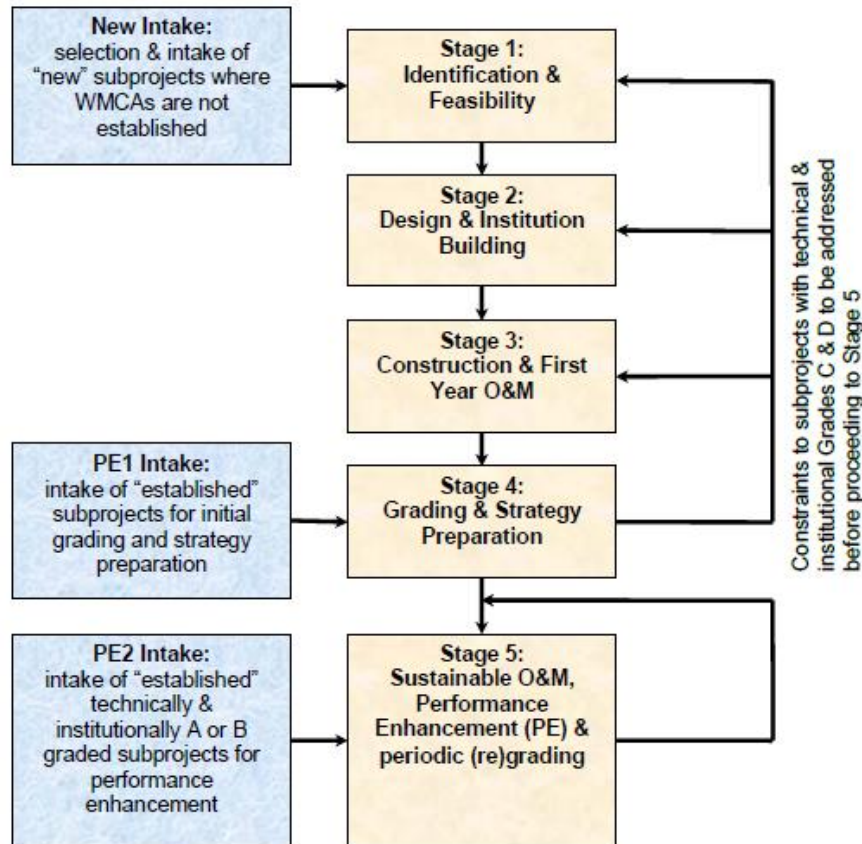 New Intake:
selection & intake of
“new” subprojects where
WMCAs are not
established
Stage 1:
Identification &
Feasibility
Stage 2:
Design & Institution
Building
Stage 3:
Construction & First
Year O&M
PE1 Intake:
intake of “established”
subprojects for initial
grading and strategy
preparation
Stage 4:
Grading & Strategy
Preparation
PE2 Intake:
intake of “established”
technically &
institutionally A or B
graded subprojects for
performance
enhancement
Stage 5:
Sustainable O&M,
Performance
Enhancement (PE) &
periodic (re)grading
Constraints to subprojects with technical &
institutional Grades C & D to be addressed
before proceeding to Stage 5